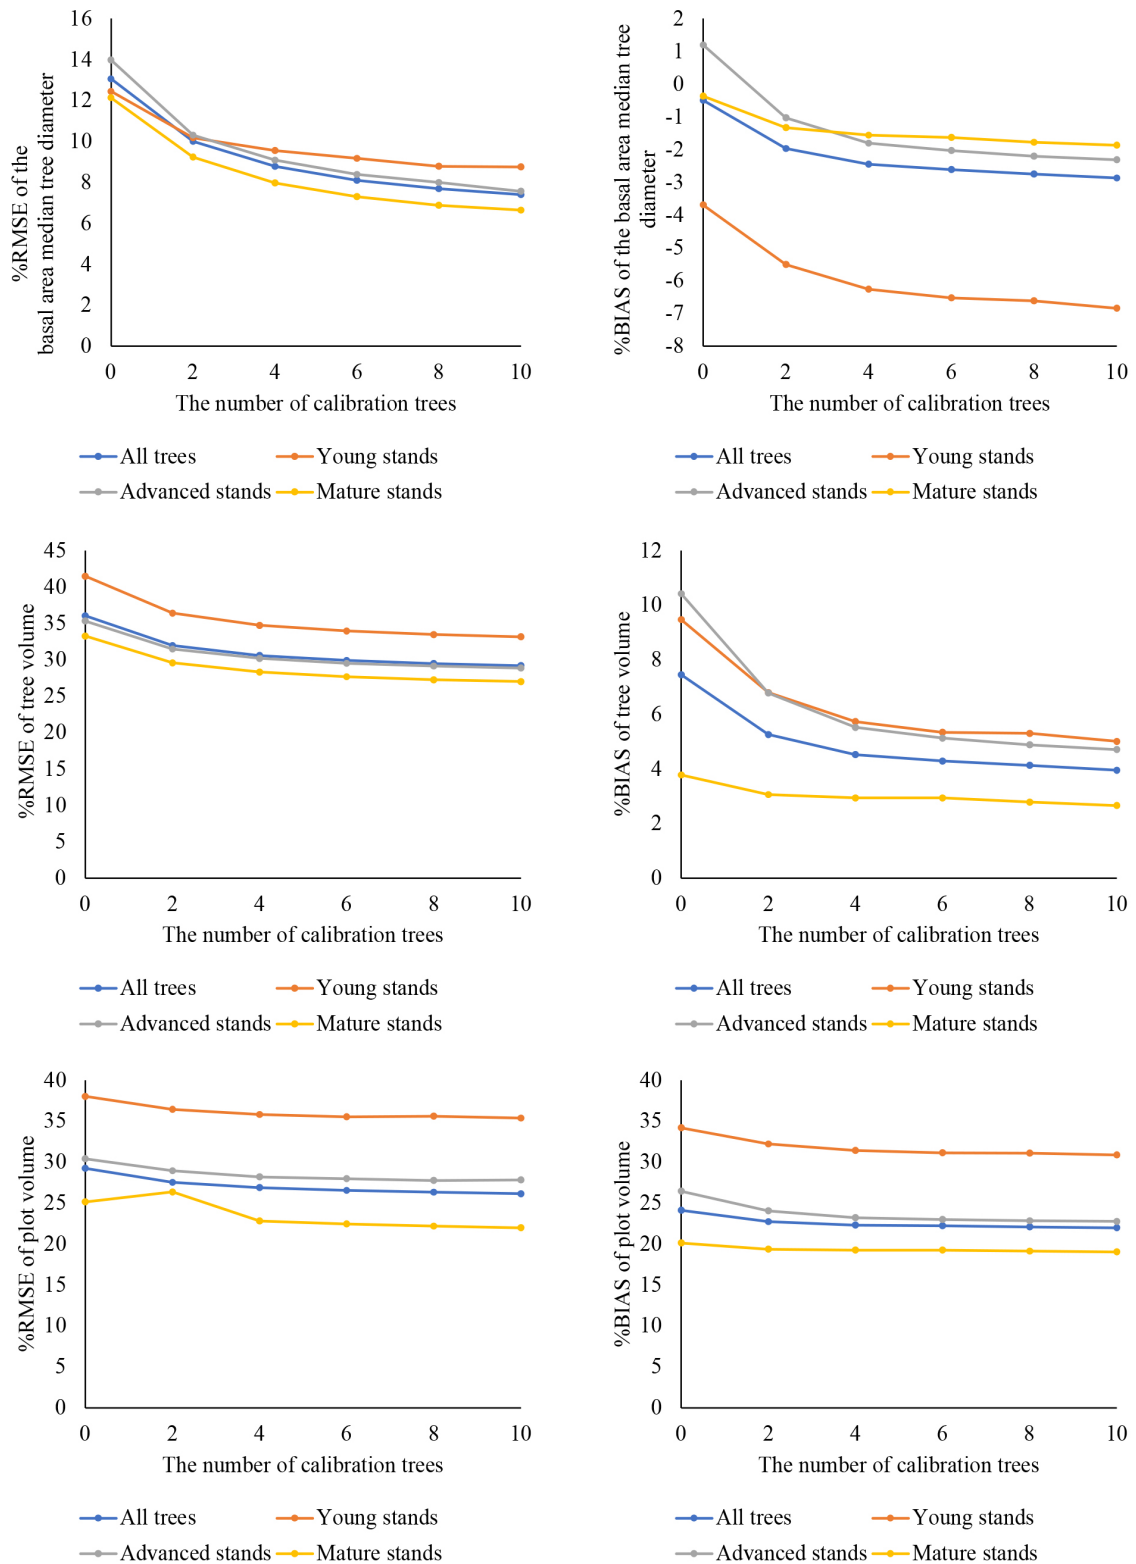 %RMSE of the
basal area median tree diameter
16
14
12
10
8
6
4
2
0
0 2 4 6 8 10
The number of calibration trees
All trees Young stands
Advanced stands Mature stands
%BIAS of the basal area median tree
diameter
2
1
0
-1
-2
-3
-4
-5
-6
-7
-8
0 2 4 6 8 10
The number of calibration trees
All trees Young stands
Advanced stands Mature stands
%RMSE of tree volume
45
40
35
30
25
20
15
10
5
0
0 2 4 6 8 10
The number of calibration trees
All trees Young stands
Advanced stands Mature stands
%BIAS of tree volume
12
10
8
6
4
2
0
0 2 4 6 8 10
The number of calibration trees
All trees Young stands
Advanced stands Mature stands
%RMSE of plot volume
40
35
30
25
20
15
10
5
0
0 2 4 6 8 10
The number of calibration trees
All trees Young stands
Advanced stands Mature stands
%BIAS of plot volume
40
35
30
25
20
15
10
5
0
0 2 4 6 8 10
The number of calibration trees
All trees Young stands
Advanced stands Mature stands